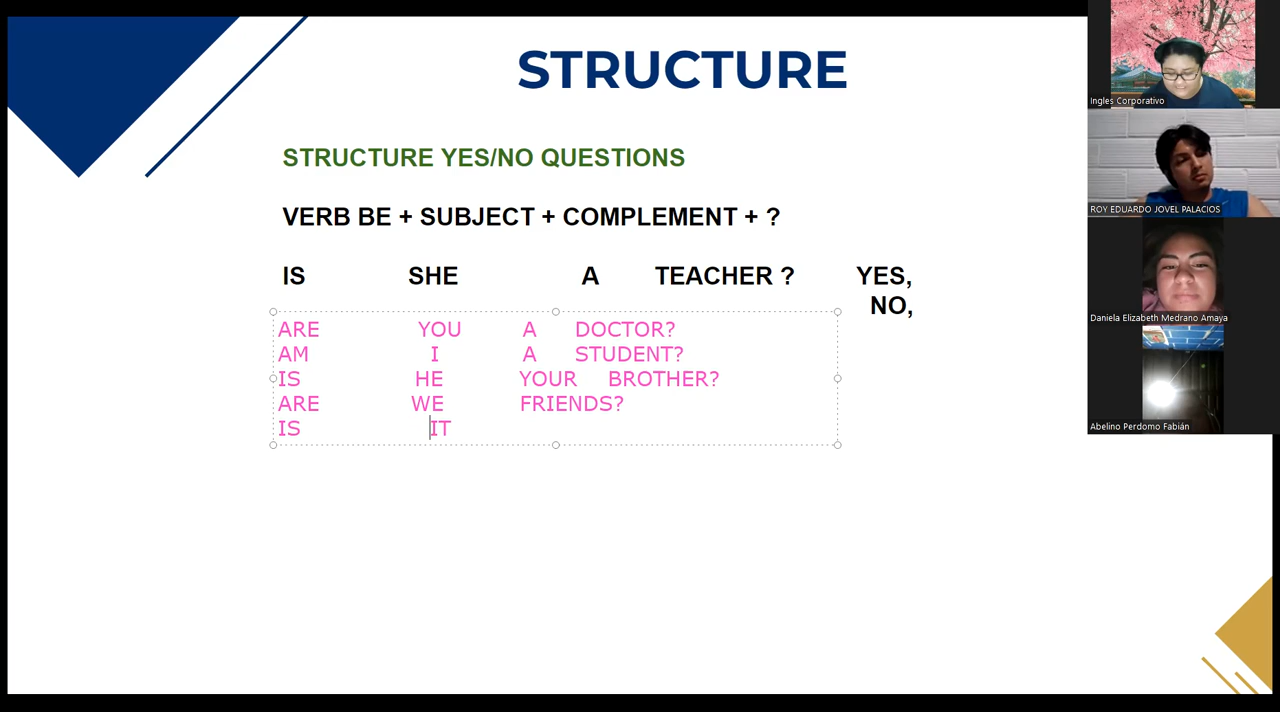 STRUCTURE
STRUCTURE YES/NO QUESTIONS
VERB BE + SUBJECT + COMPLEMENT + ?
IS SHE A TEACHER ? YES,
NO,
ARE YOU A DOCTOR?
AM I A STUDENT?
IS HE YOUR BROTHER?
ARE WE FRIENDS?
IS IT
Ingles Corporativo
ROY EDUARDO JOVEL PALACIOS
Daniela Elizabeth Medrano Amaya
Abelino Perdomo Fabián